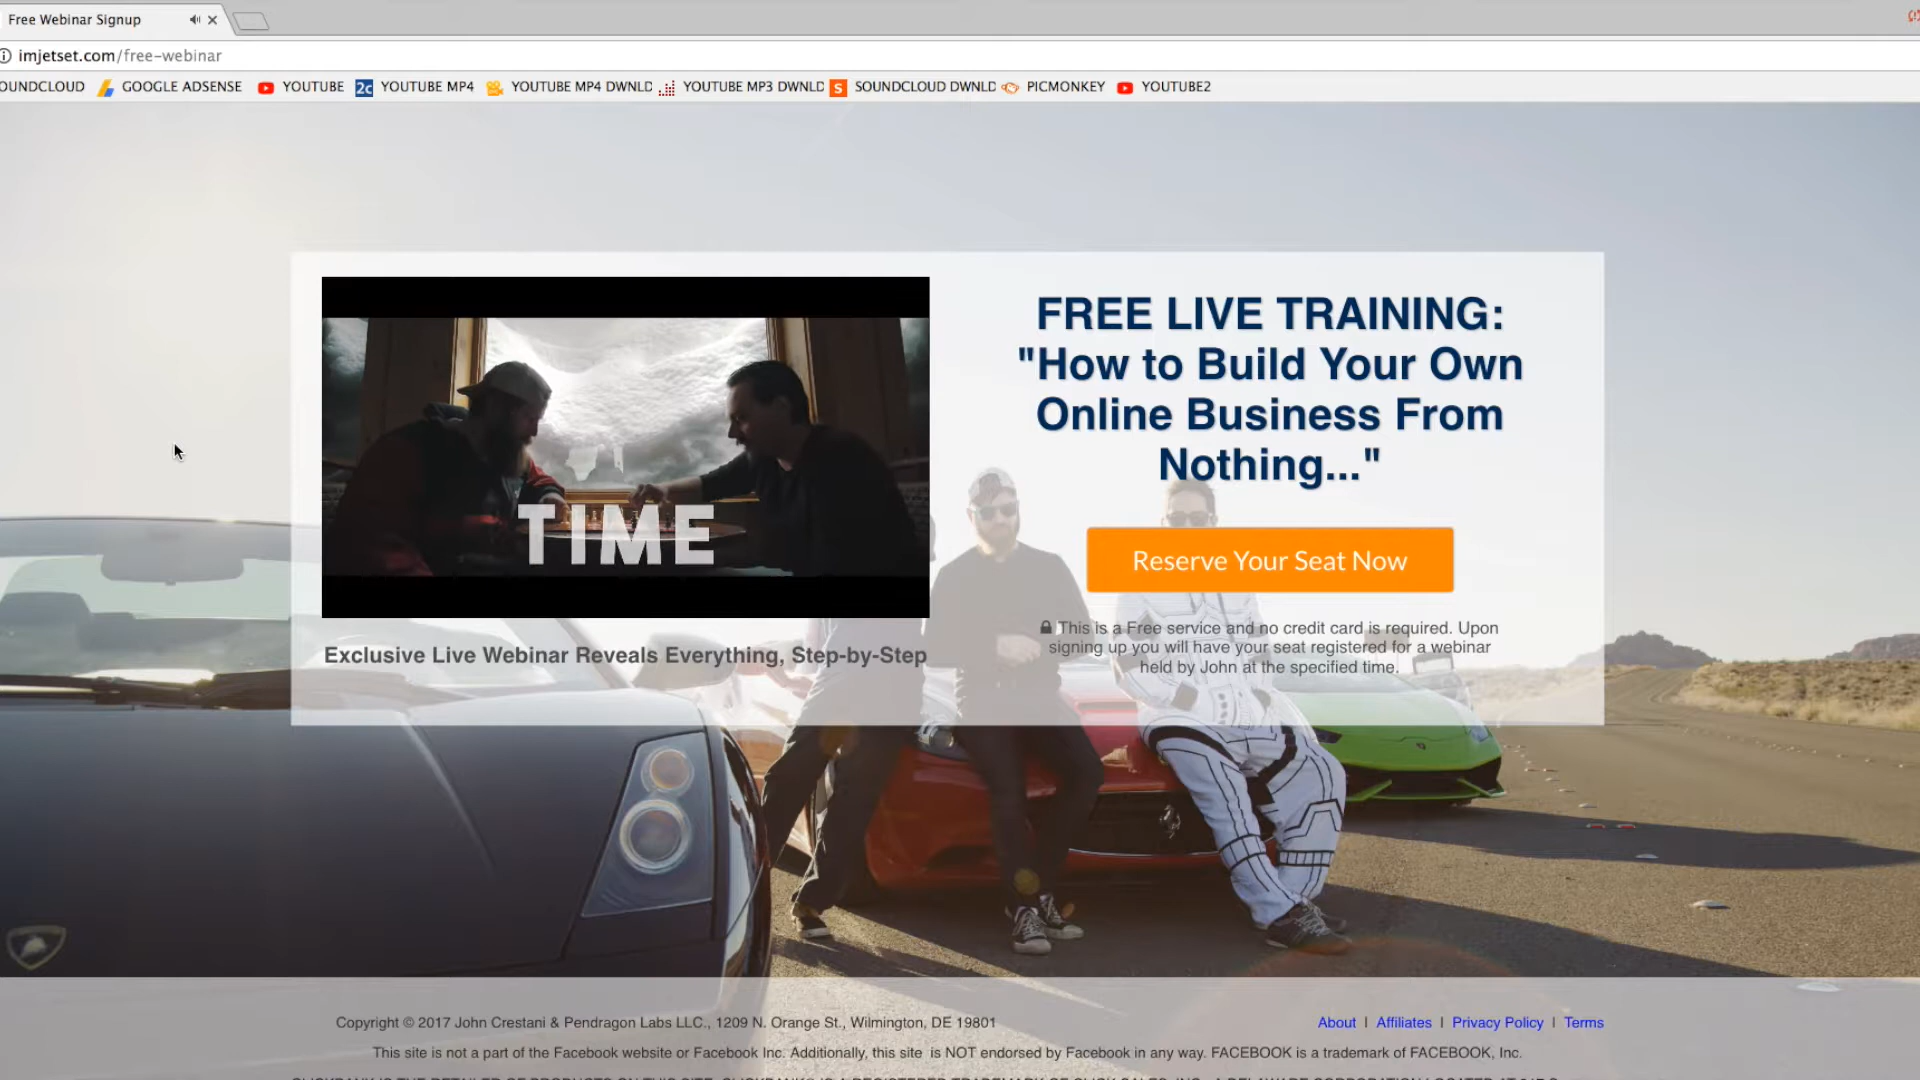 Free Webinar Signup
imjetset.com/free-webinar
OUNDCLOUD GOOGLE ADSENSE YOUTUBE 2c YOUTUBE MP4 YOUTUBE MP4 DWNLD YOUTUBE MP3 DWNLD S SOUNDCLOUD DWNLD PICMONKEY YOUTUBE2
FREE LIVE TRAINING:
"How to Build Your Own
Online Business From
Nothing..."
TIME
Reserve Your Seat Now
This is a Free service and no credit card is required. Upon
signing up you will have your seat registered for a webinar
held by John at the specified time.
Exclusive Live Webinar Reveals Everything, Step-by-Step
Copyright © 2017 John Crestani & Pendragon Labs LLC., 1209 N. Orange St., Wilmington, DE 19801
About | Affiliates | Privacy Policy | Terms
This site is not a part of the Facebook website or Facebook Inc. Additionally, this site is NOT endorsed by Facebook in any way. FACEBOOK is a trademark of FACEBOOK, Inc.